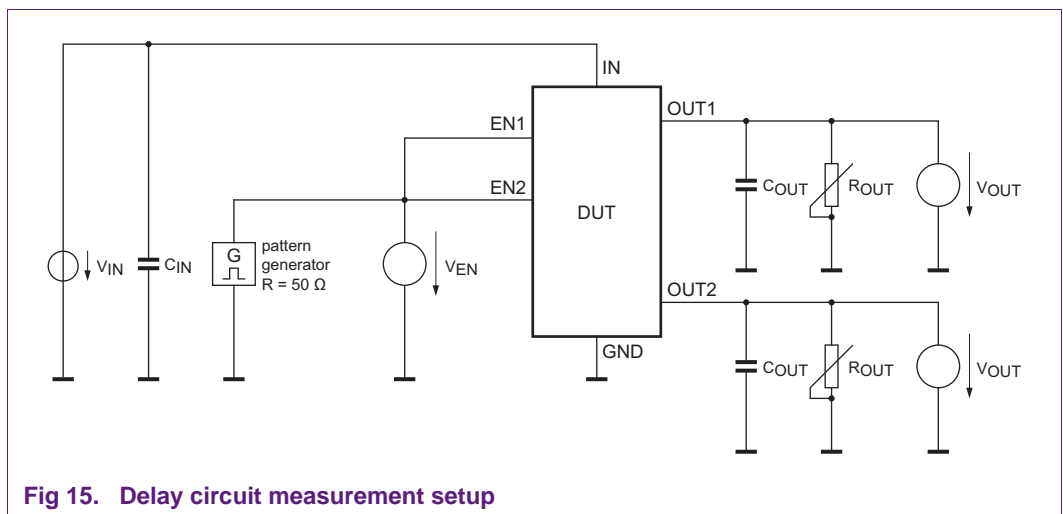 IN
EN1
EN2
DUT
OUT1
COUT
ROUT
VOUT
VIN
CIN
G
pattern
generator
R = 50 Ω
VEN
OUT2
GND
COUT
ROUT
VOUT
Fig 15. Delay circuit measurement setup